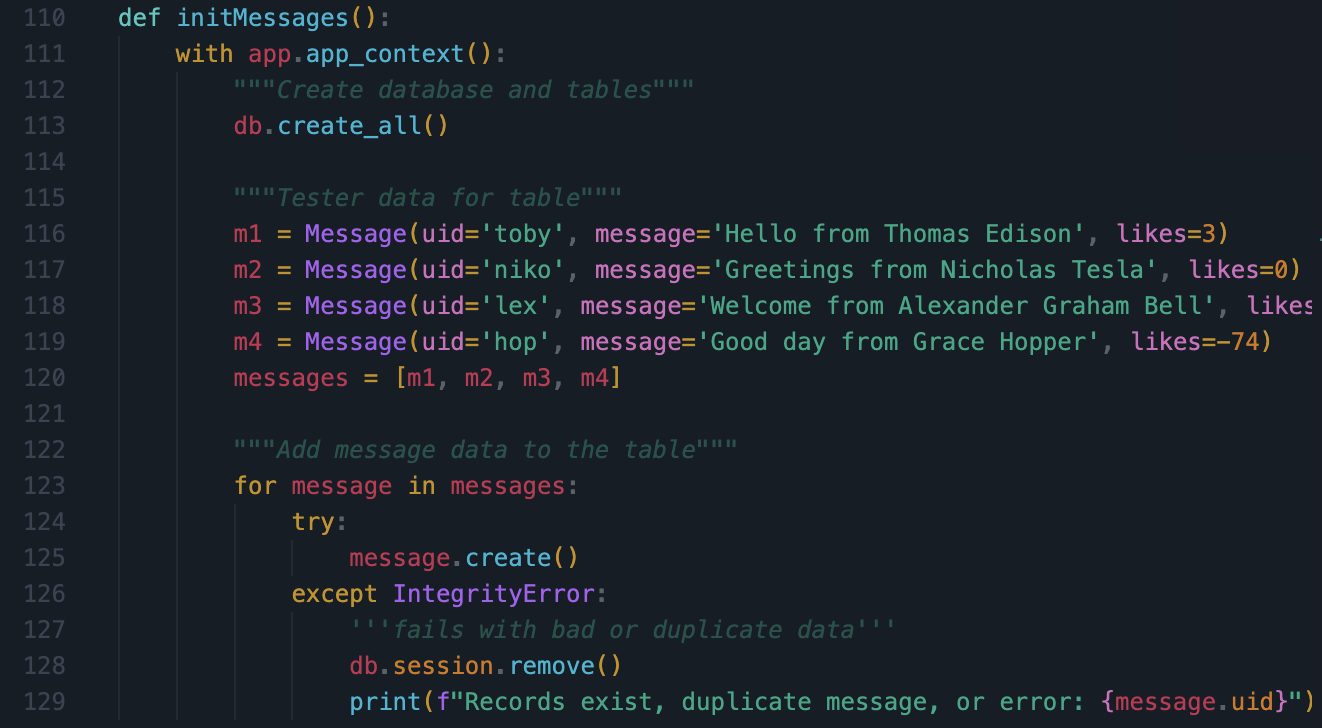 110 def initMessages():
111     with app.app_context():
112         """Create database and tables"""
113         db.create_all()
114
115         """Tester data for table"""
116         m1 = Message(uid='toby', message='Hello from Thomas Edison', likes=3)
117         m2 = Message(uid='niko', message='Greetings from Nicholas Tesla', likes=0)
118         m3 = Message(uid='lex', message='Welcome from Alexander Graham Bell', likes
119         m4 = Message(uid='hop', message='Good day from Grace Hopper', likes=-74)
120         messages = [m1, m2, m3, m4]
121
122         """Add message data to the table"""
123         for message in messages:
124             try:
125                 message.create()
126             except IntegrityError:
127                 '''fails with bad or duplicate data'''
128                 db.session.remove()
129                 print(f"Records exist, duplicate message, or error: {message.uid}")